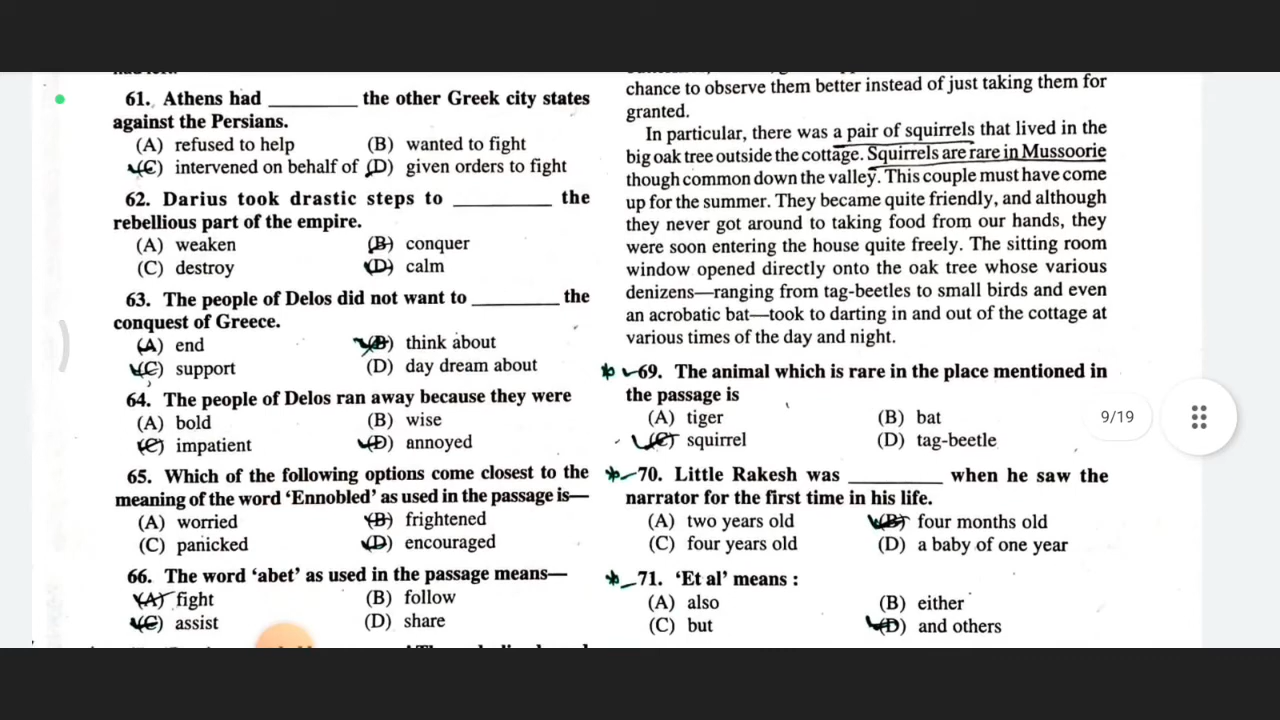 61. Athens had ________ the other Greek city states
against the Persians.
(A) refused to help (B) wanted to fight
(C) intervened on behalf of (D) given orders to fight
62. Darius took drastic steps to ________ the
rebellious part of the empire.
(A) weaken (B) conquer
(C) destroy (D) calm
63. The people of Delos did not want to ________ the
conquest of Greece.
(A) end (B) think about
(C) support (D) day dream about
64. The people of Delos ran away because they were
(A) bold (B) wise
(C) impatient (D) annoyed
65. Which of the following options come closest to the
meaning of the word ‘Ennobled’ as used in the passage is—
(A) worried (B) frightened
(C) panicked (D) encouraged
66. The word ‘abet’ as used in the passage means—
(A) fight (B) follow
(C) assist (D) share
chance to observe them better instead of just taking them for
granted.
In particular, there was a pair of squirrels that lived in the
big oak tree outside the cottage. Squirrels are rare in Mussoorie
though common down the valley. This couple must have come
up for the summer. They became quite friendly, and although
they never got around to taking food from our hands, they
were soon entering the house quite freely. The sitting room
window opened directly onto the oak tree whose various
denizens—ranging from tag-beetles to small birds and even
an acrobatic bat—took to darting in and out of the cottage at
various times of the day and night.
69. The animal which is rare in the place mentioned in
the passage is
(A) tiger (B) bat
(C) squirrel (D) tag-beetle
70. Little Rakesh was ________ when he saw the
narrator for the first time in his life.
(A) two years old (B) four months old
(C) four years old (D) a baby of one year
71. ‘Et al’ means :
(A) also (B) either
(C) but (D) and others
9/19